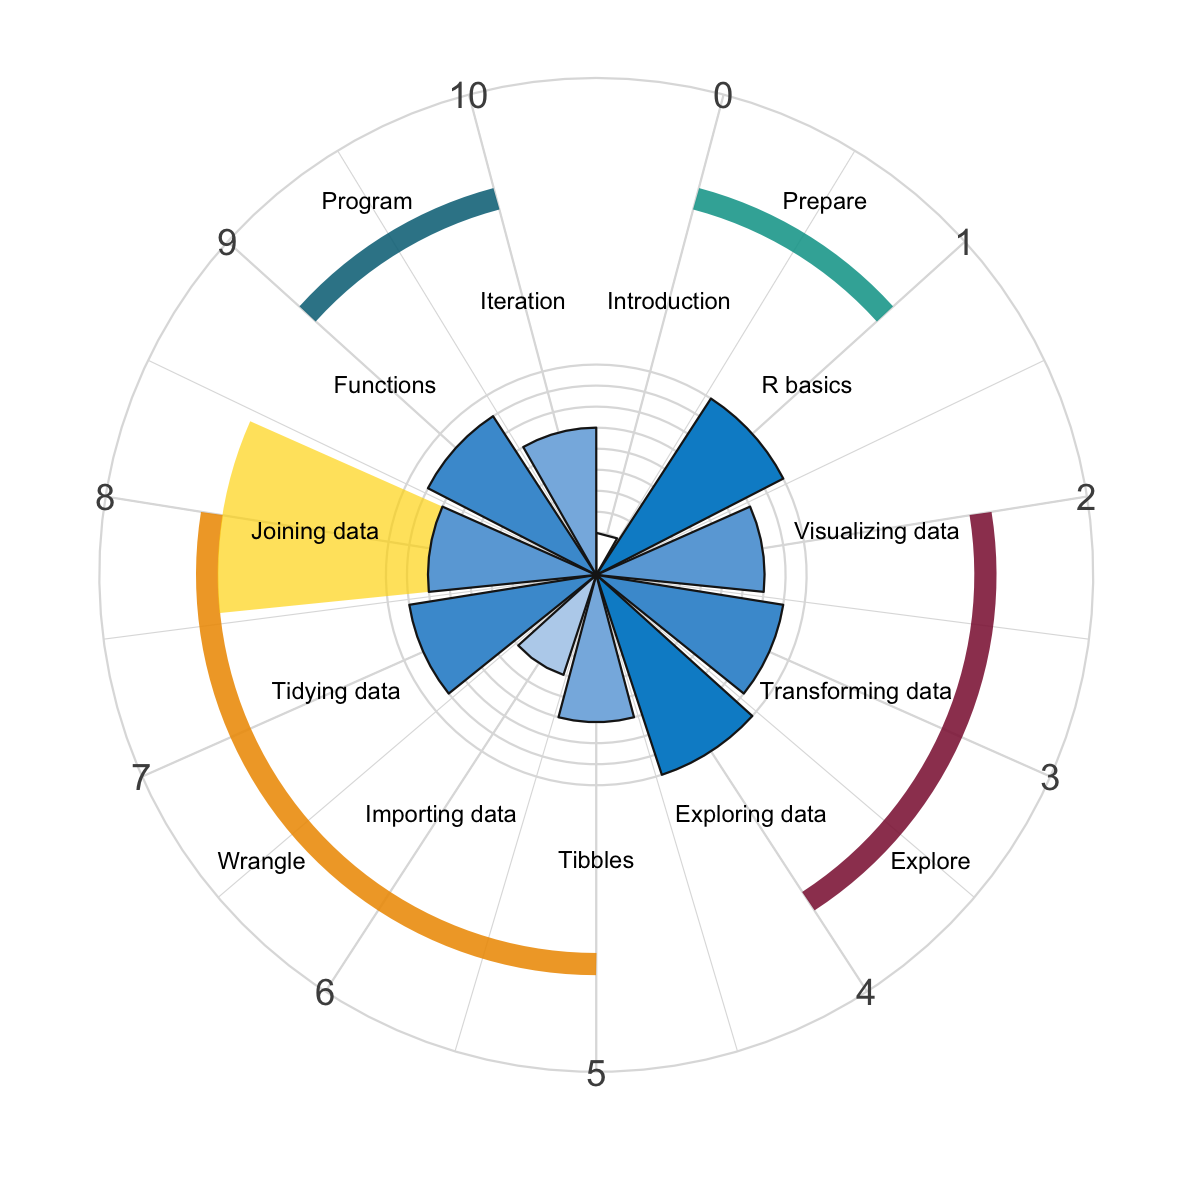 10
0
Program
Prepare
9
1
Iteration
Introduction
Functions
R basics
8
2
Joining data
Visualizing data
Tidying data
Transforming data
7
3
Importing data
Exploring data
Wrangle
Tibbles
Explore
6
4
5